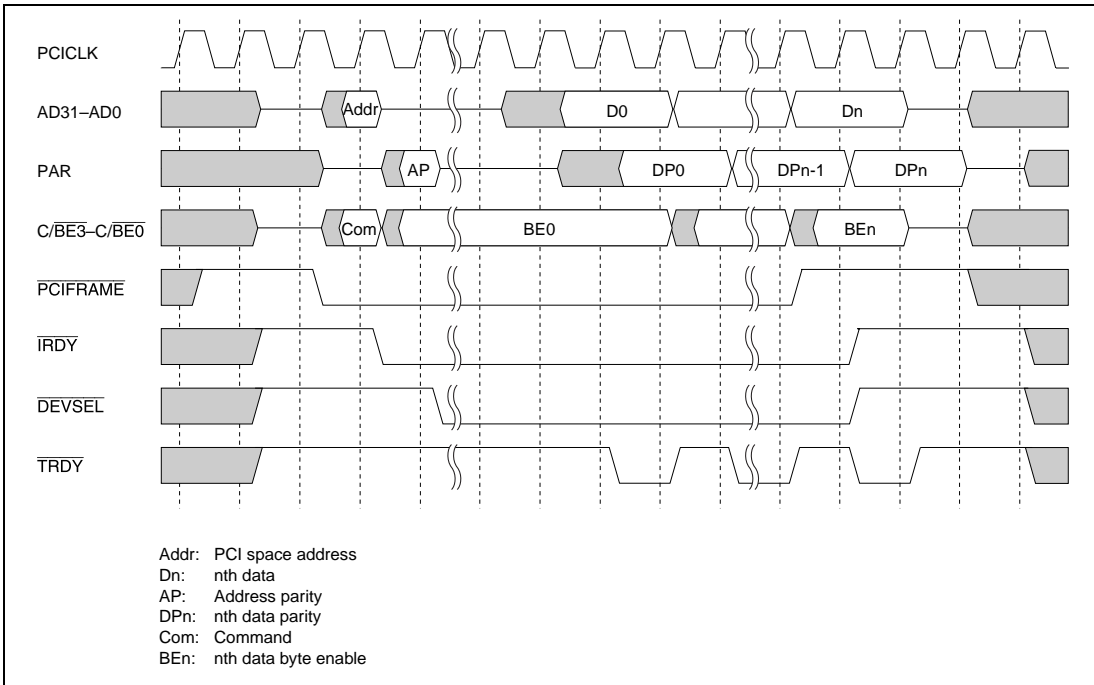 PCICLK
AD31–AD0 Addr D0 Dn
PAR AP DP0 DPn-1 DPn
C/BE3–C/BE0 Com BE0 BEn
PCIFRAME
IRDY
DEVSEL
TRDY
Addr: PCI space address
Dn: nth data
AP: Address parity
DPn: nth data parity
Com: Command
BEn: nth data byte enable